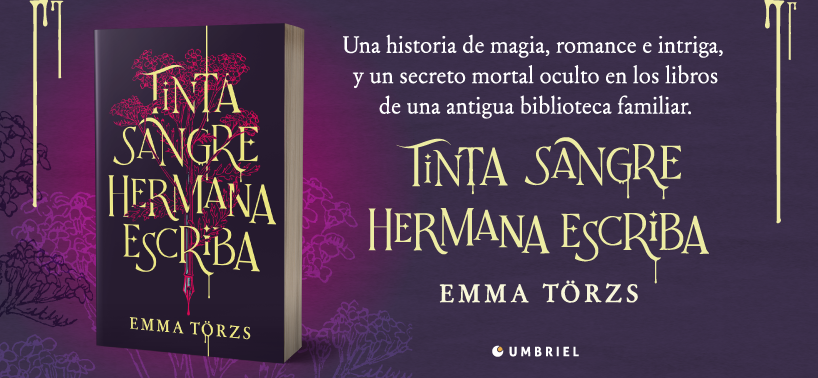 TINTA
SANGRE
HERMANA
ESCRIBA
EMMA TÖRZS
Una historia de magia, romance e intriga,
y un secreto mortal oculto en los libros
de una antigua biblioteca familiar.
TINTA SANGRE
HERMANA ESCRIBA
EMMA TÖRZS
UMBRIEL